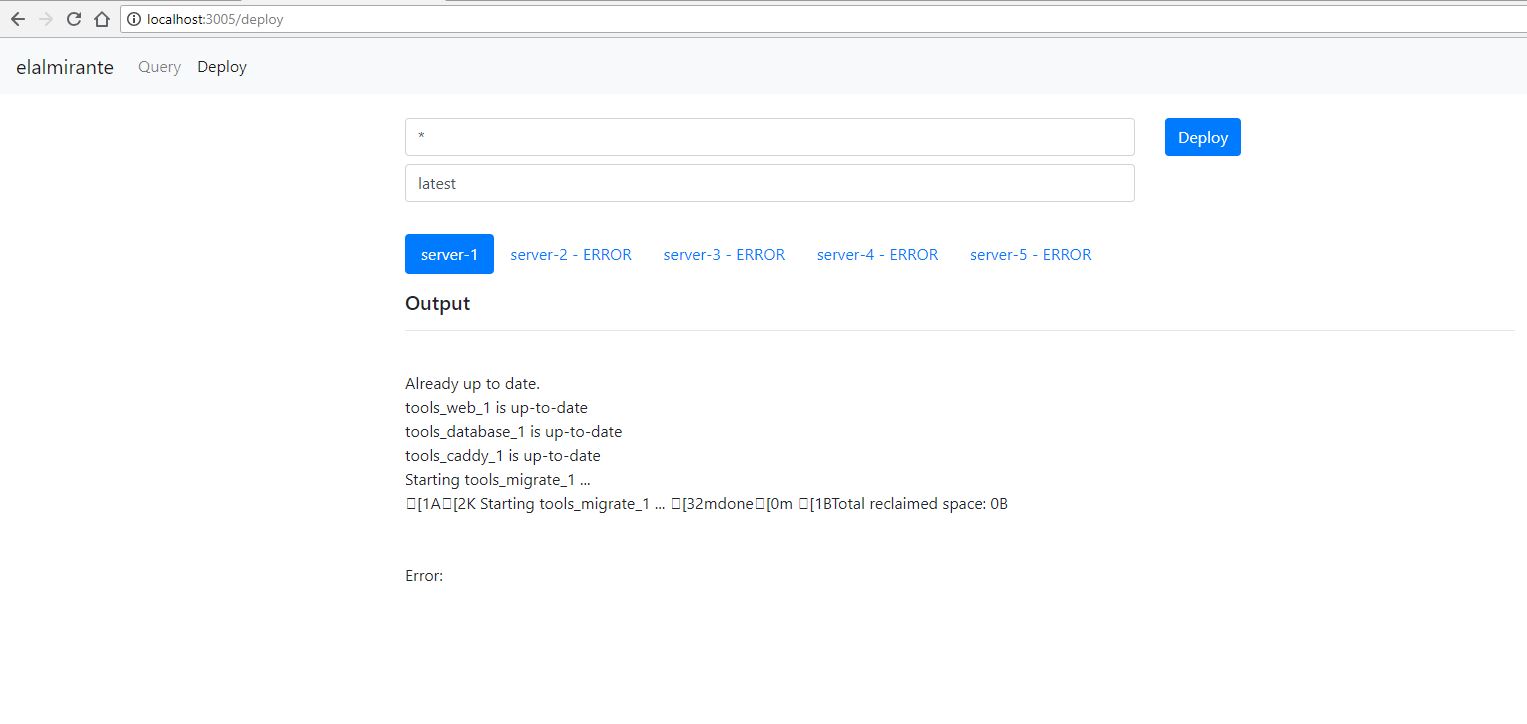 localhost:3005/deploy
elalmirante Query Deploy
* Deploy
latest
server-1 server-2 - ERROR server-3 - ERROR server-4 - ERROR server-5 - ERROR
Output
Already up to date.
tools_web_1 is up-to-date
tools_database_1 is up-to-date
tools_caddy_1 is up-to-date
Starting tools_migrate_1 ...
▯[1A▯[2K Starting tools_migrate_1 ... ▯[32mdone▯[0m ▯[1BTotal reclaimed space: 0B
Error: